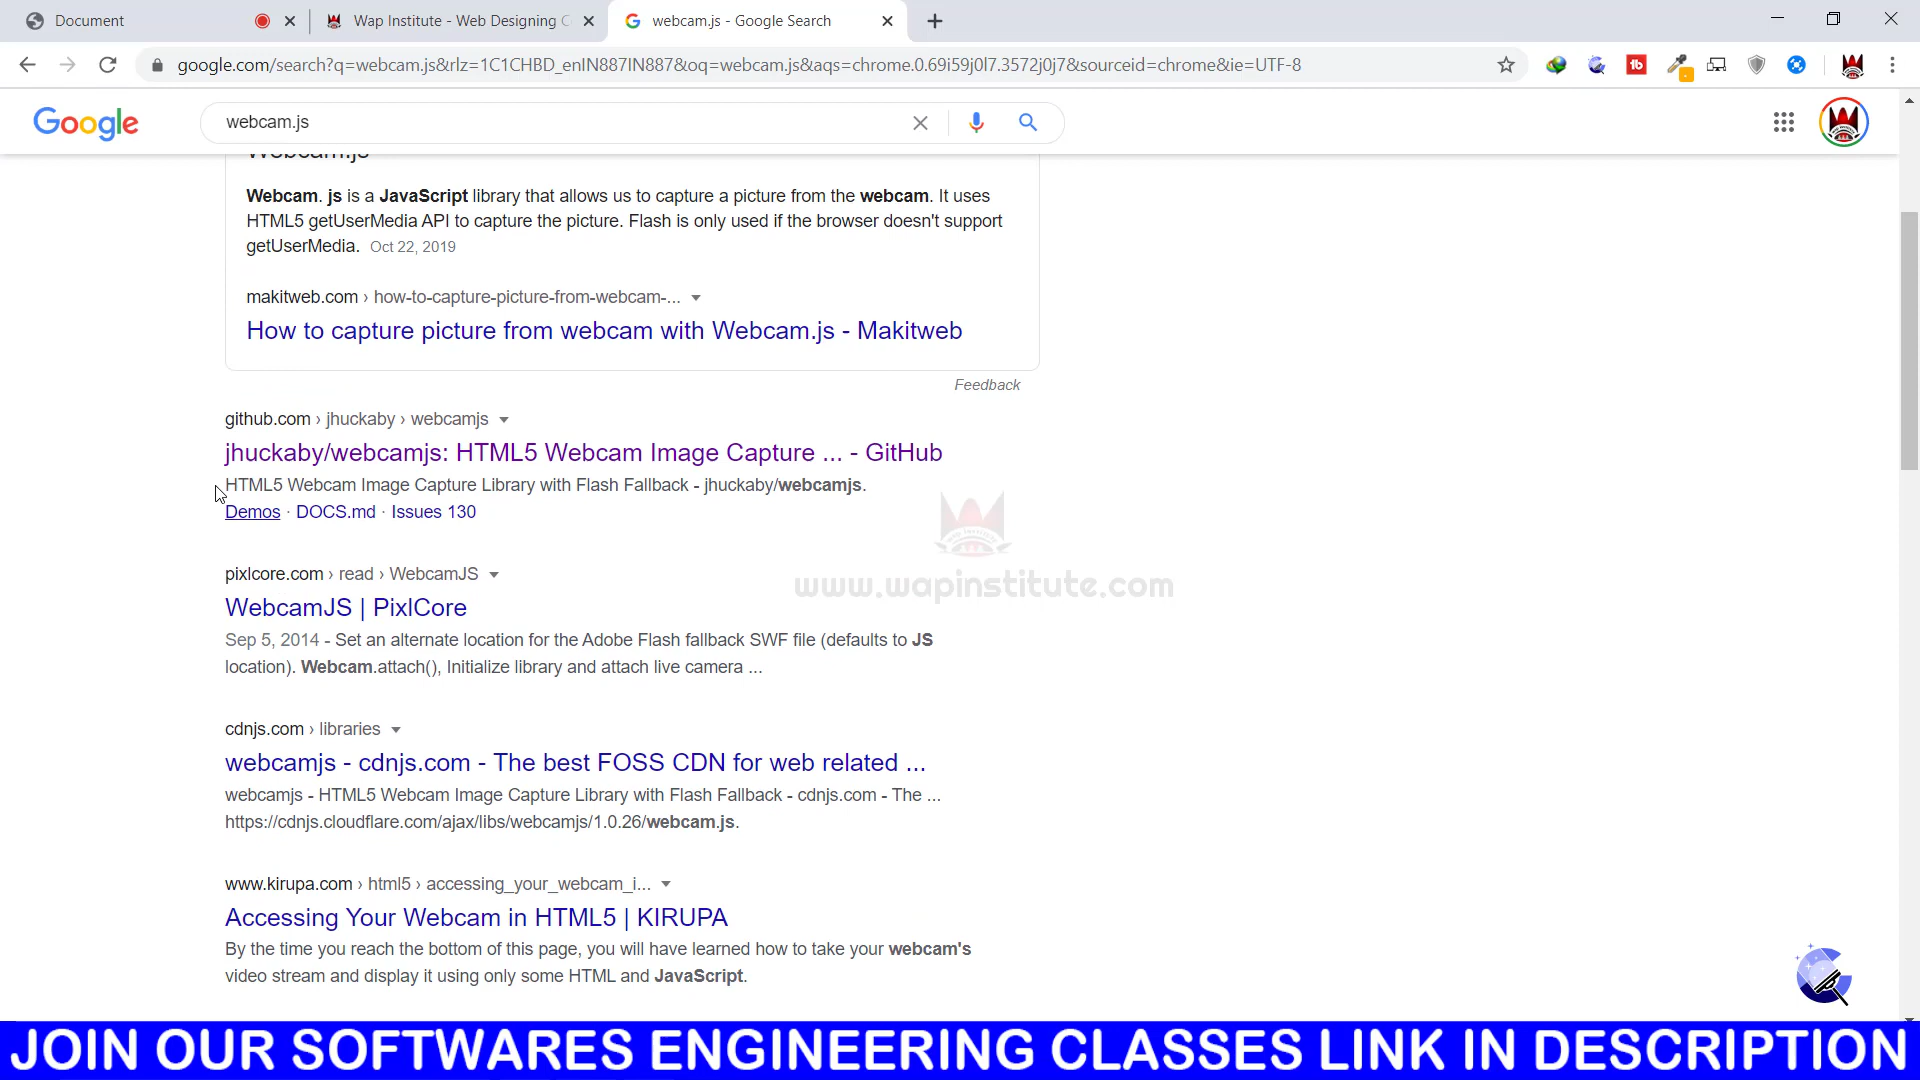 Document
Wap Institute - Web Designing C
webcam.js - Google Search
google.com/search?q=webcam.js&rlz=1C1CHBD_enIN887IN887&oq=webcam.js&aqs=chrome.0.69i59j0l7.3572j0j7&sourceid=chrome&ie=UTF-8
Google
webcam.js
Webcam.js
Webcam. js is a JavaScript library that allows us to capture a picture from the webcam. It uses
HTML5 getUserMedia API to capture the picture. Flash is only used if the browser doesn't support
getUserMedia. Oct 22, 2019
makitweb.com › how-to-capture-picture-from-webcam-...
How to capture picture from webcam with Webcam.js - Makitweb
Feedback
github.com › jhuckaby › webcamjs
jhuckaby/webcamjs: HTML5 Webcam Image Capture ... - GitHub
HTML5 Webcam Image Capture Library with Flash Fallback - jhuckaby/webcamjs.
Demos · DOCS.md · Issues 130
www.wapinstitute.com
pixlcore.com › read › WebcamJS
WebcamJS | PixlCore
Sep 5, 2014 - Set an alternate location for the Adobe Flash fallback SWF file (defaults to JS
location). Webcam.attach(), Initialize library and attach live camera ...
cdnjs.com › libraries
webcamjs - cdnjs.com - The best FOSS CDN for web related ...
webcamjs - HTML5 Webcam Image Capture Library with Flash Fallback - cdnjs.com - The ...
https://cdnjs.cloudflare.com/ajax/libs/webcamjs/1.0.26/webcam.js.
www.kirupa.com › html5 › accessing_your_webcam_i...
Accessing Your Webcam in HTML5 | KIRUPA
By the time you reach the bottom of this page, you will have learned how to take your webcam's
video stream and display it using only some HTML and JavaScript.
JOIN OUR SOFTWARES ENGINEERING CLASSES LINK IN DESCRIPTION